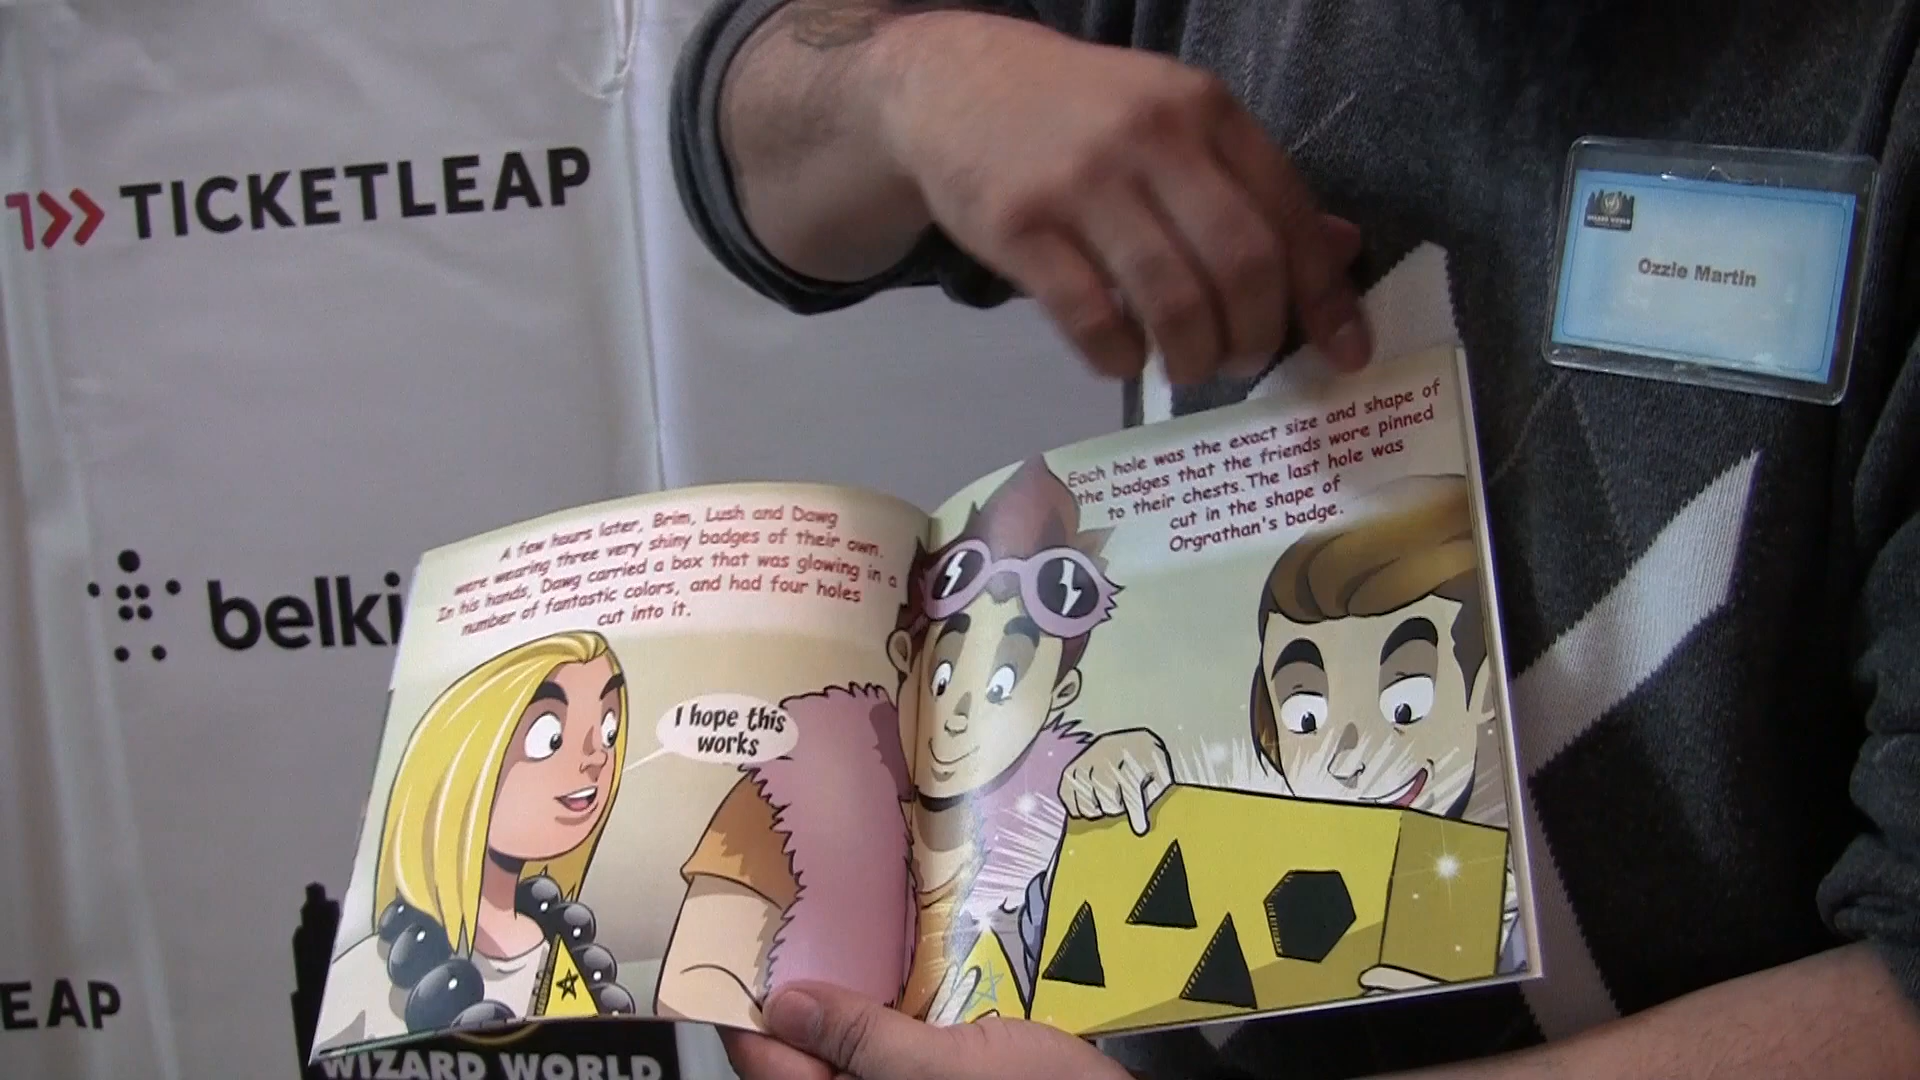 TICKETLEAP
belki
EAP
WIZARD WORLD
WIZARD WORLD
Ozzie Martin
A few hours later, Brim, Lush and Dawg
were wearing three very shiny badges of their own.
In his hands, Dawg carried a box that was glowing in a
number of fantastic colors, and had four holes
cut into it.
I hope this
works
Each hole was the exact size and shape of
the badges that the friends wore pinned
to their chests. The last hole was
cut in the shape of
Orgrathan's badge.